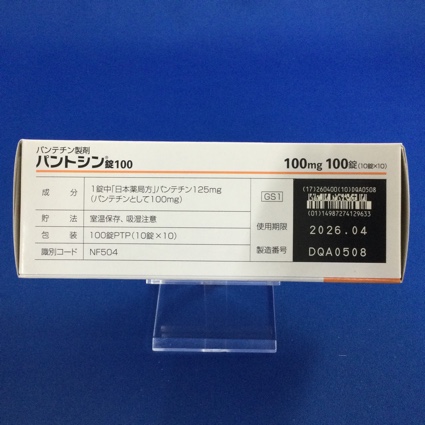 パンテチン製剤
パントシン®錠100
100mg 100錠(10錠×10)
成 分 1錠中「日本薬局方」パンテチン125mg
(パンテチンとして100mg)
貯 法 室温保存、吸湿注意
包 装 100錠PTP(10錠×10)
識別コード NF504
GS1
(17)260400(10)DQA0508
(01)14987274129633
使用期限 2026.04
製造番号 DQA0508